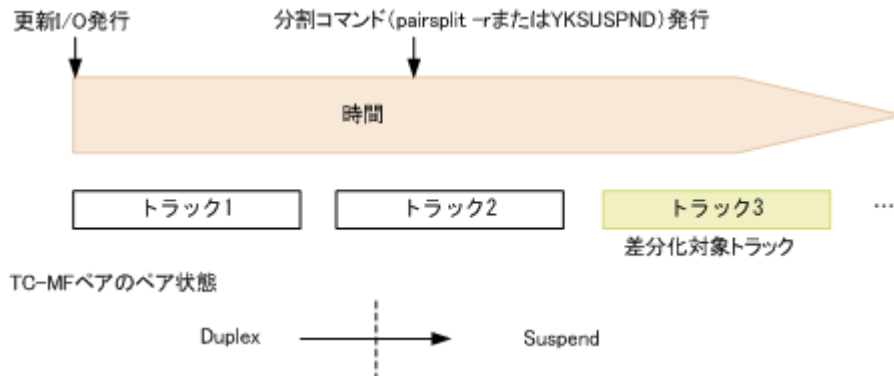 更新I/O発行
分割コマンド(pairsplit -rまたはYKSUSPND)発行
時間
トラック1
トラック2
トラック3
…
差分化対象トラック
TC-MFペアのペア状態
Duplex
Suspend